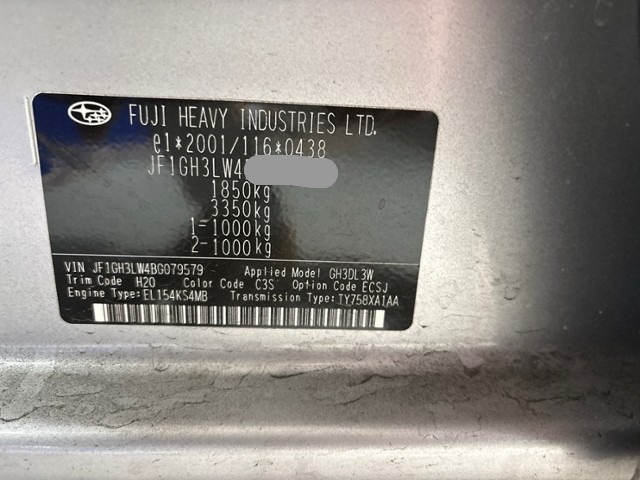 FUJI HEAVY INDUSTRIES LTD.
e1*2001/116*0438
JF1GH3LW4
1850kg
3350kg
1-1000kg
2-1000kg
VIN JF1GH3LW4BG079579 Applied Model GH3DL3W
Trim Code H20 Color Code C3S Option Code ECSJ
Engine Type:EL154KS4MB Transmission Type:TY758XA1AA